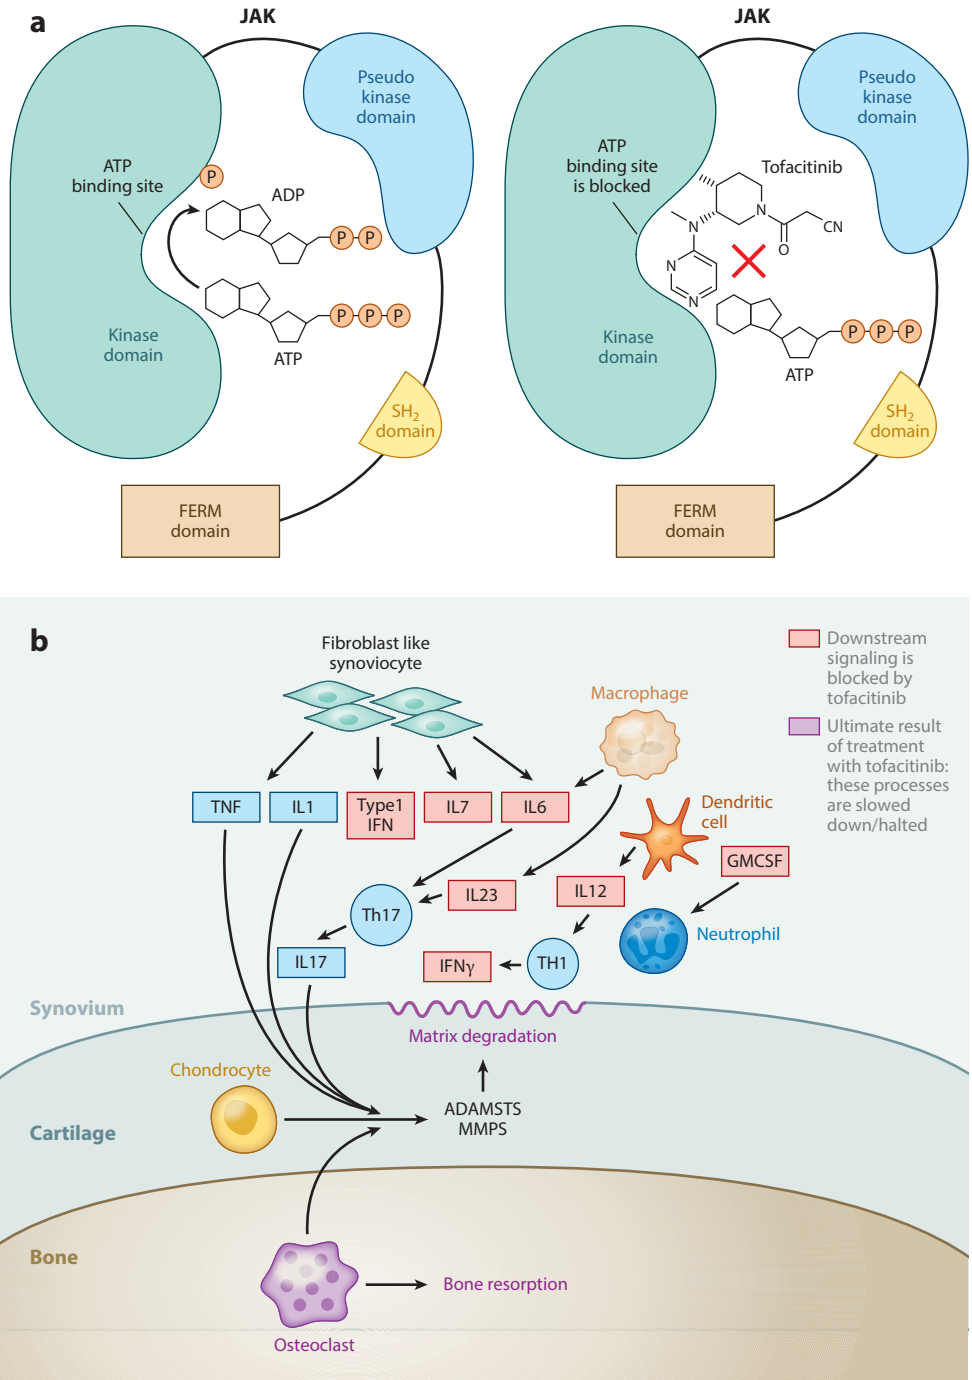 a
JAK
Pseudo
kinase
domain
ATP
binding site
P
ADP
P P
P P P
ATP
Kinase
domain
SH2
domain
FERM
domain
JAK
Pseudo
kinase
domain
ATP
binding site
is blocked
Tofacitinib
N
N
O
CN
N
N
P P P
ATP
Kinase
domain
SH2
domain
FERM
domain
b
Fibroblast like
synoviocyte
Macrophage
Downstream
signaling is
blocked by
tofacitinib
Ultimate result
of treatment
with tofacitinib:
these processes
are slowed
down/halted
TNF
IL1
Type1
IFN
IL7
IL6
Dendritic
cell
GMCSF
IL23
IL12
Th17
Neutrophil
IL17
IFNγ
TH1
Synovium
Matrix degradation
Chondrocyte
ADAMSTS
MMPS
Cartilage
Bone
Bone resorption
Osteoclast